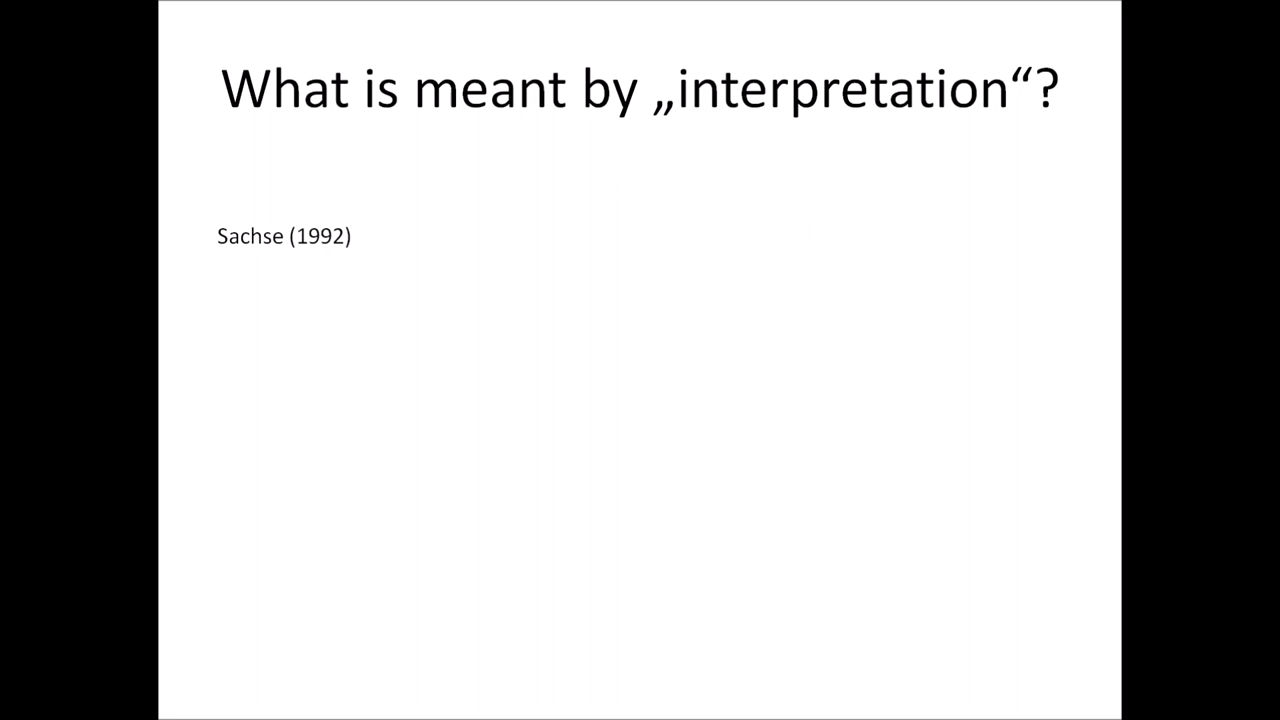 What is meant by „interpretation“?
Sachse (1992)